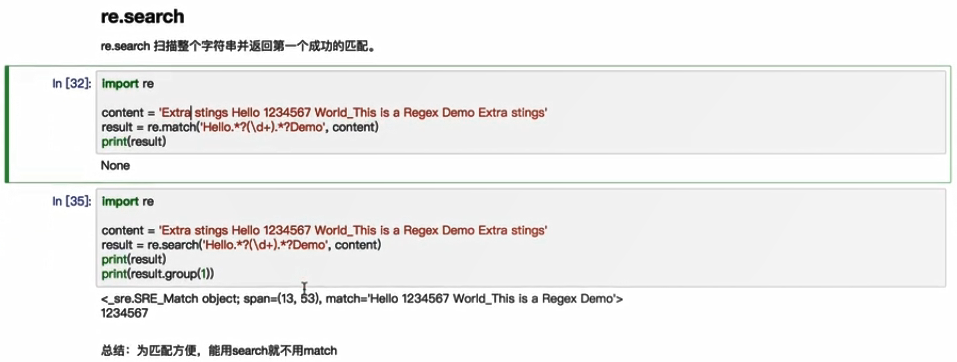 re.search
re.search 扫描整个字符串并返回第一个成功的匹配。
In [32]: import re
content = 'Extra stings Hello 1234567 World_This is a Regex Demo Extra stings'
result = re.match('Hello.*?(\d+).*?Demo', content)
print(result)
None
In [35]: import re
content = 'Extra stings Hello 1234567 World_This is a Regex Demo Extra stings'
result = re.search('Hello.*?(\d+).*?Demo', content)
print(result)
print(result.group(1))
<_sre.SRE_Match object; span=(13, 53), match='Hello 1234567 World_This is a Regex Demo'>
1234567
总结：为匹配方便，能用search就不用match